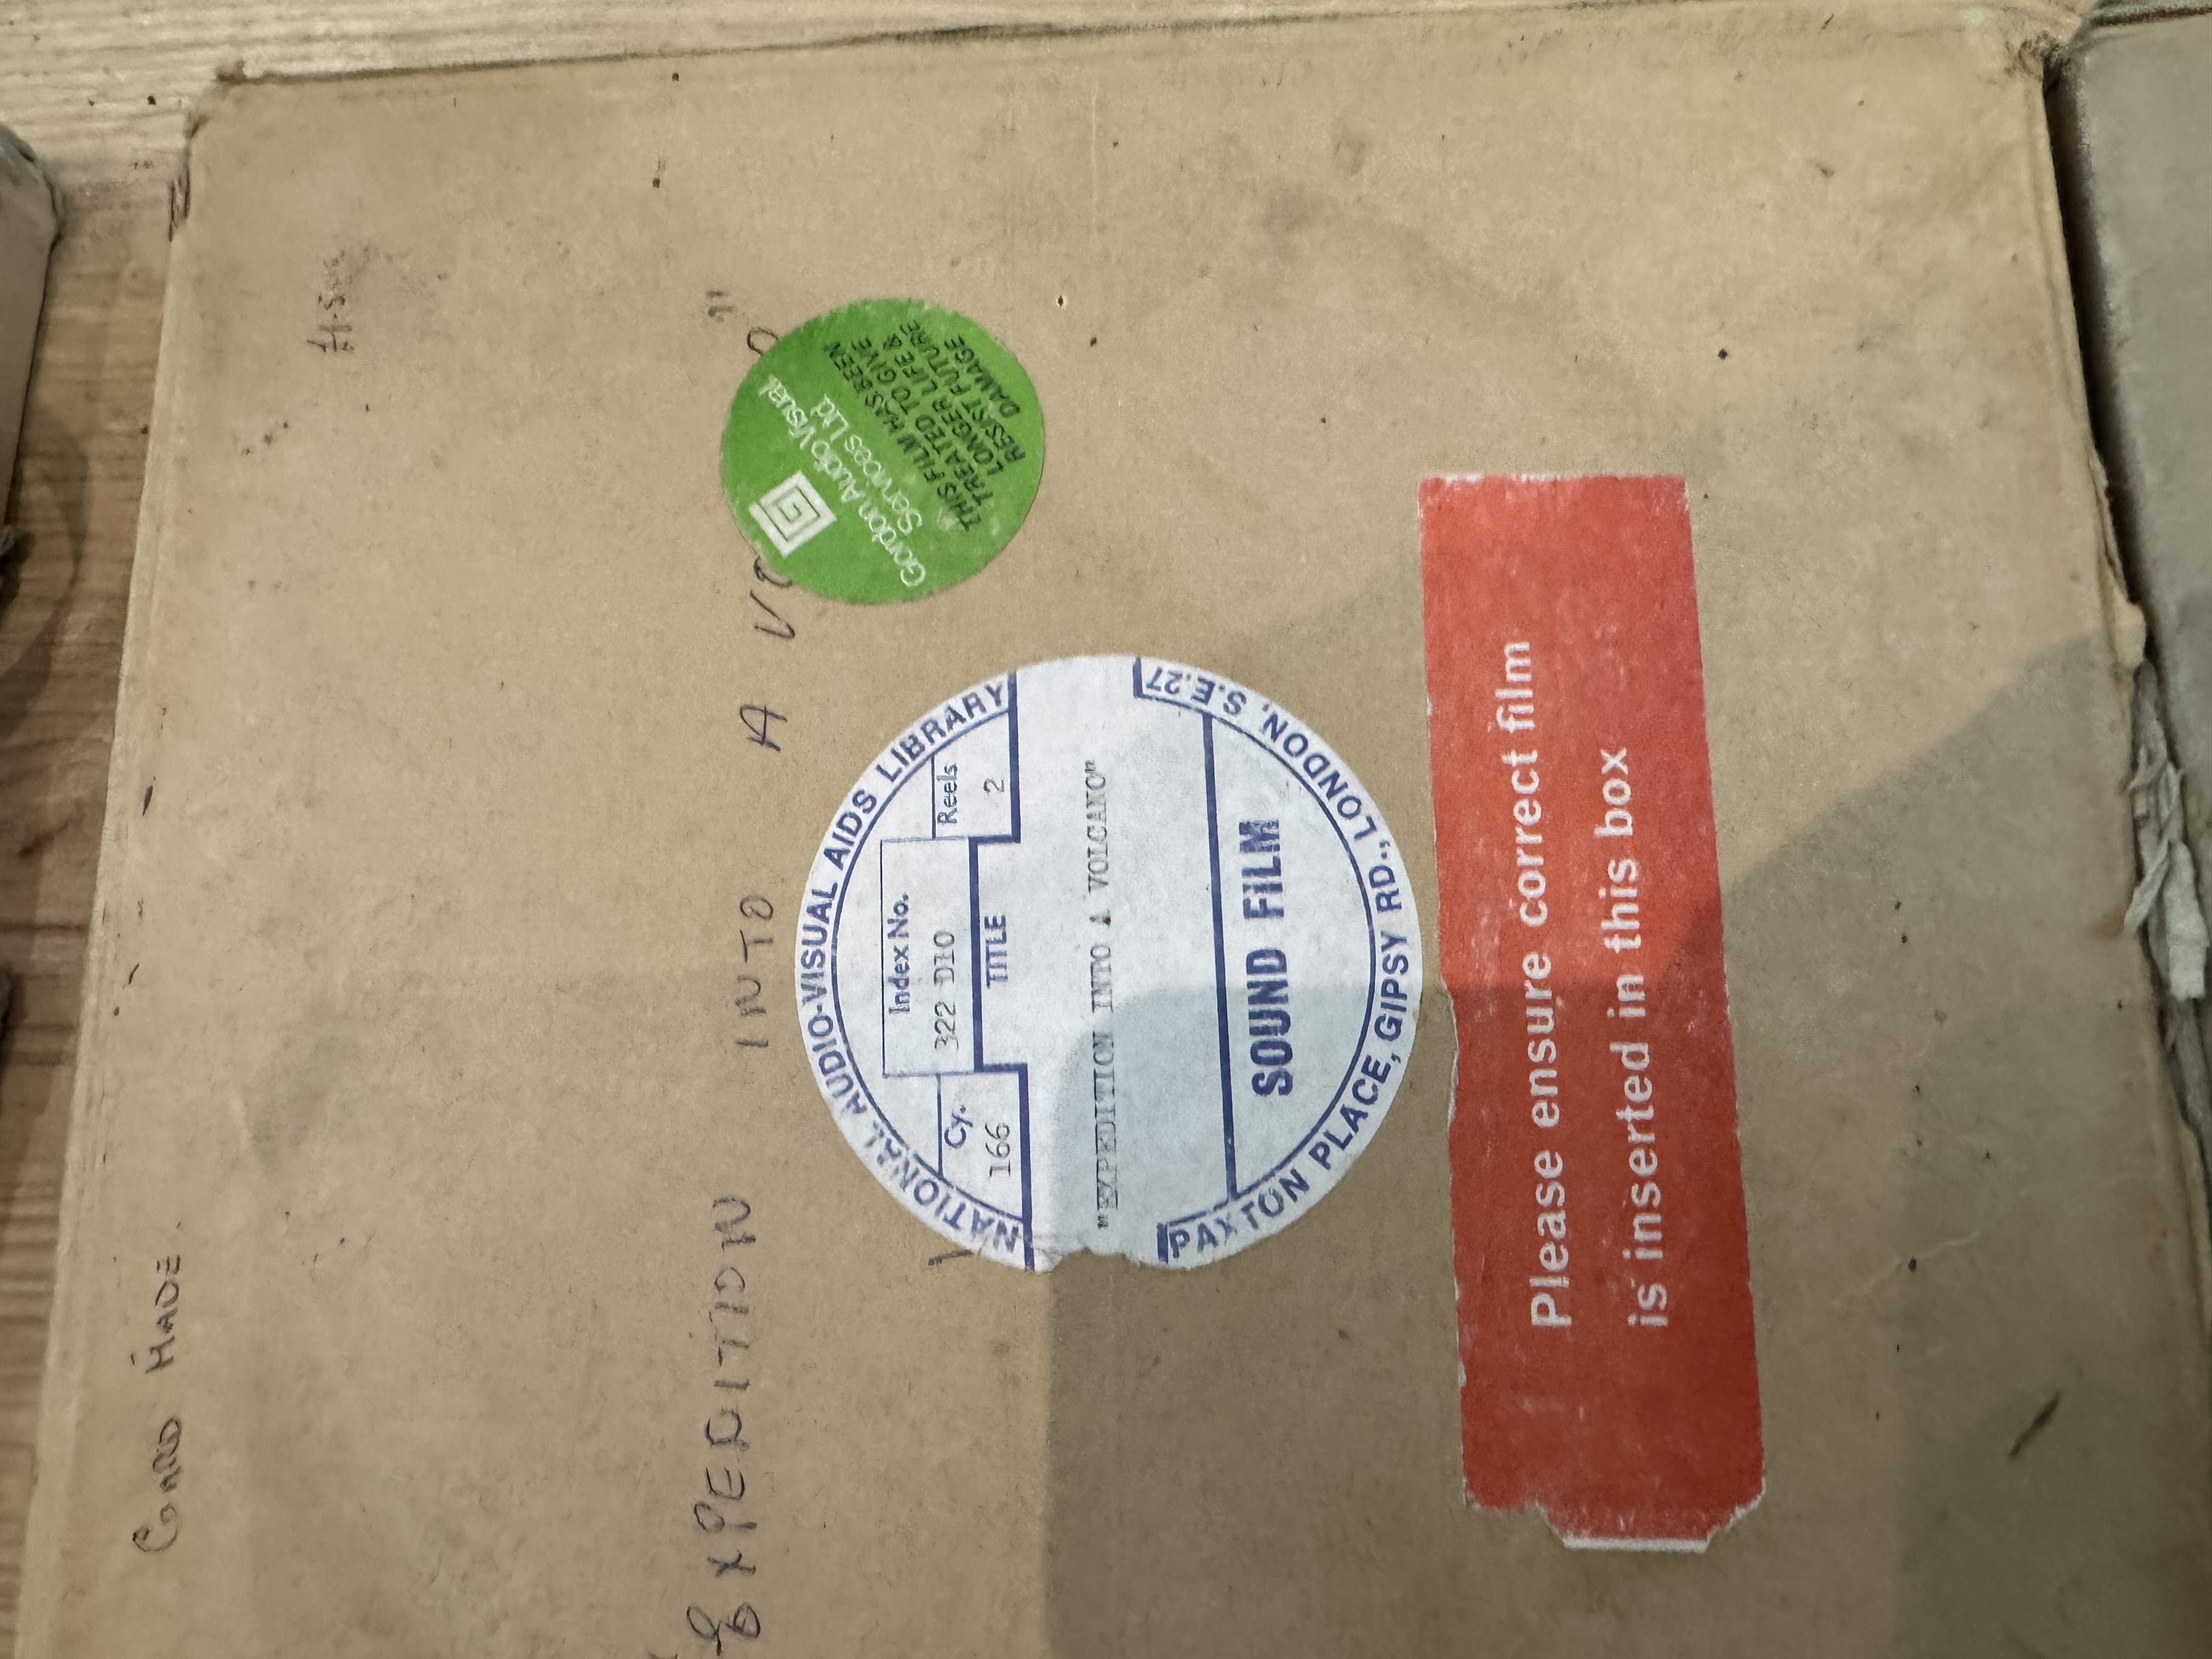 CARD MADE
EXPEDITION INTO A
Gordon Audio Visual
Services Ltd.
THIS FILM HAS BEEN
TREATED TO GIVE
LONGER LIFE &
RESIST FUTURE
DAMAGE
NATIONAL AUDIO-VISUAL AIDS LIBRARY
Index No.
322 D10
Cy.
166
Reels
2
TITLE
"EXPEDITION INTO A VOLCANO"
SOUND FILM
PAXTON PLACE, GIPSY RD., LONDON, S.E.27
Please ensure correct film
is inserted in this box